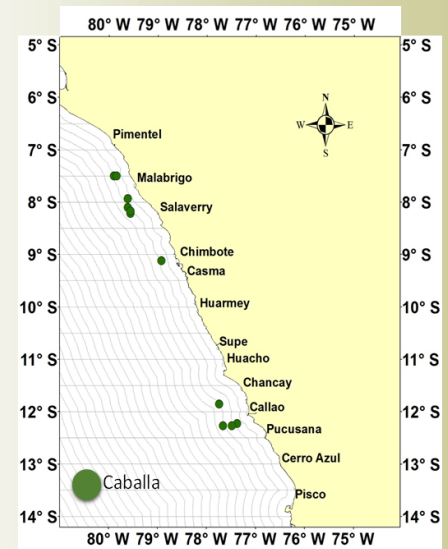 80° W 79° W 78° W 77° W 76° W 75° W
5° S 5° S
6° S 6° S
N
W E
S
Pimentel
7° S 7° S
Malabrigo
8° S 8° S
Salaverry
Chimbote
9° S 9° S
Casma
Huarmey
10° S 10° S
Supe
11° S 11° S
Huacho
Chancay
Callao
12° S 12° S
Pucusana
Cerro Azul
13° S 13° S
Caballa
Pisco
14° S 14° S
80° W 79° W 78° W 77° W 76° W 75° W